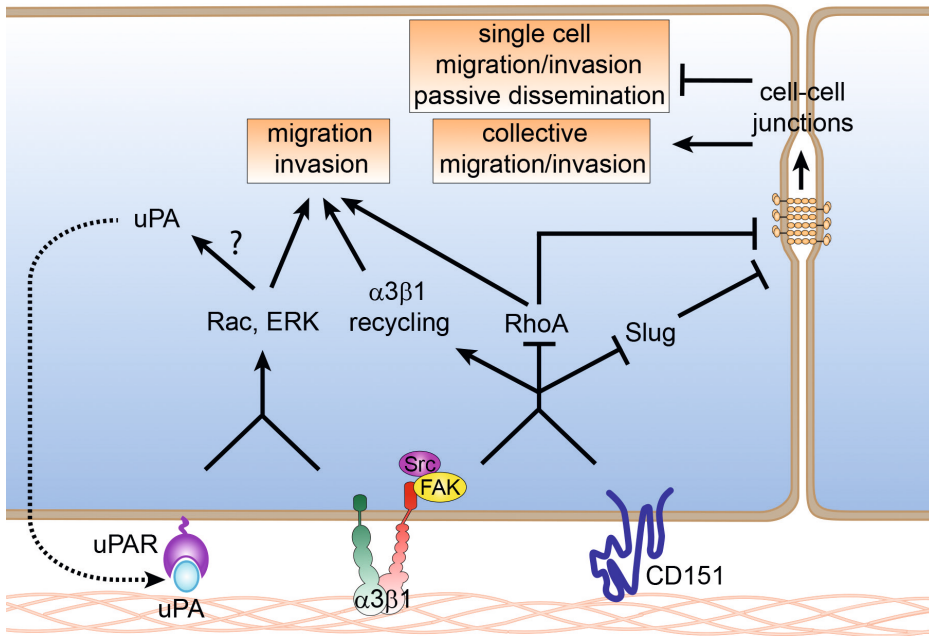 single cell
migration/invasion
passive dissemination
cell-cell
junctions
migration
invasion
collective
migration/invasion
uPA
?
α3β1
recycling
Rac, ERK
RhoA
Slug
Src
FAK
uPAR
uPA
α3β1
CD151